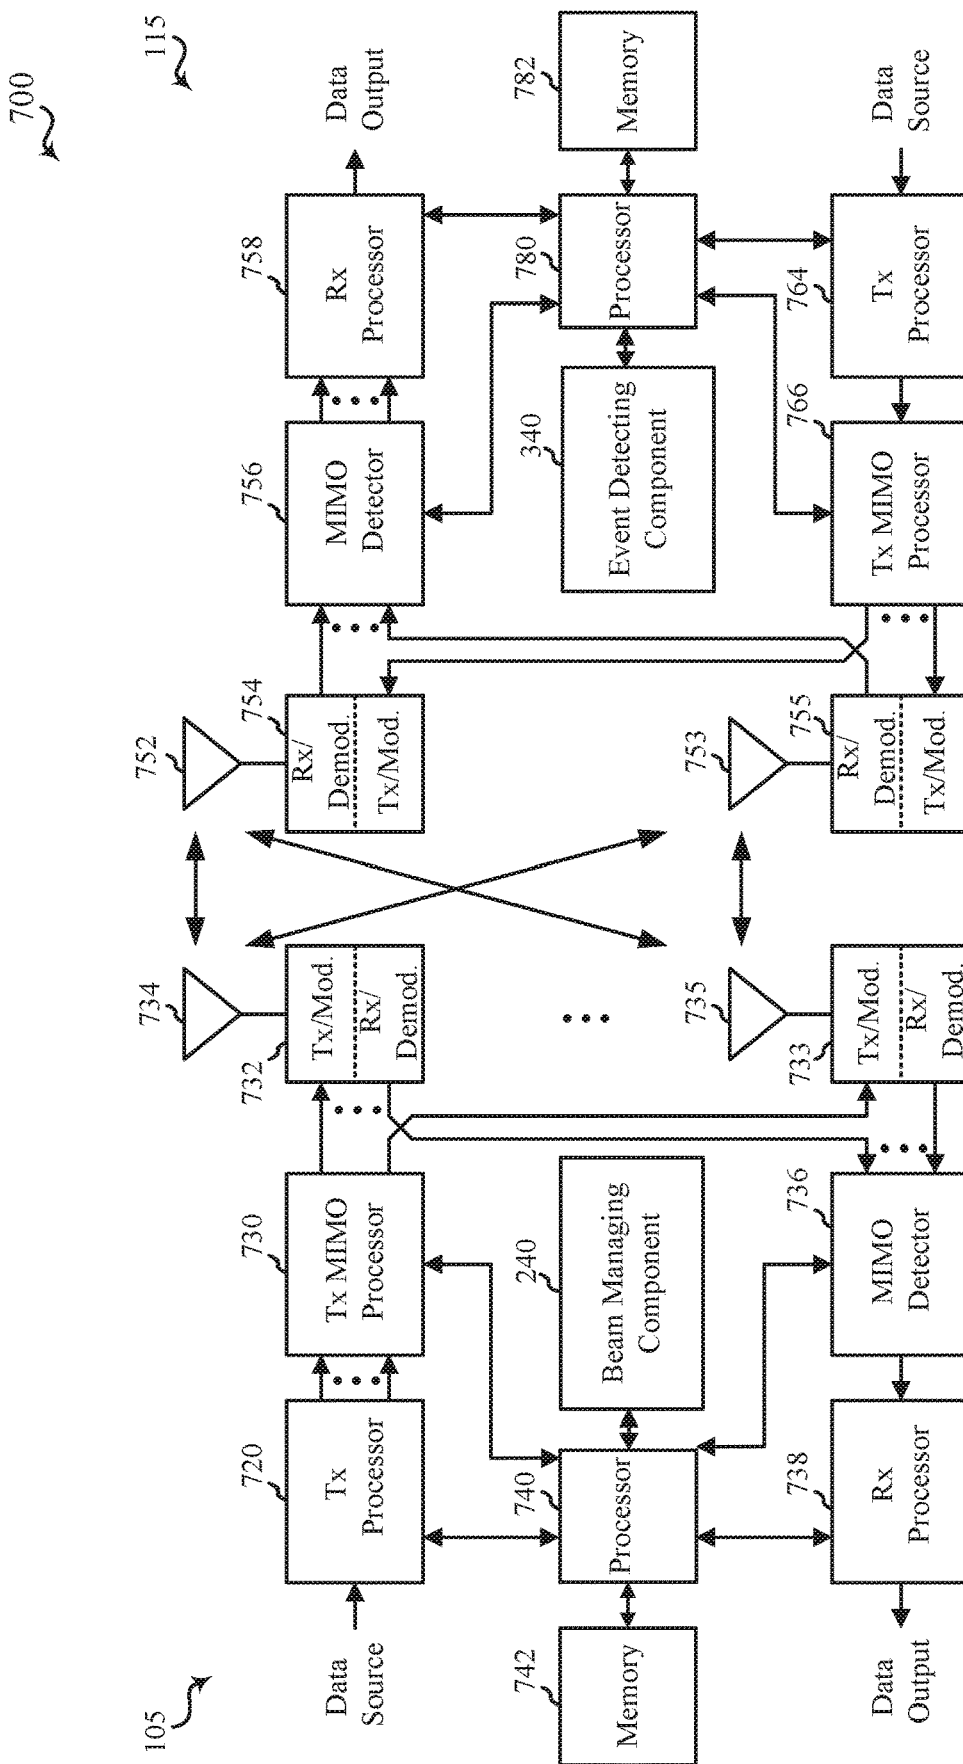 700
105
115
Data
Source
720
Tx
Processor
730
Tx MIMO
Processor
732
Tx/Mod.
Rx/
Demod.
734
752
754
Rx/
Demod.
Tx/Mod.
756
MIMO
Detector
758
Rx
Processor
Data
Output
742
Memory
740
Processor
240
Beam Managing
Component
340
Event Detecting
Component
780
Processor
782
Memory
Data
Output
738
Rx
Processor
736
MIMO
Detector
733
Tx/Mod.
Rx/
Demod.
735
753
755
Rx/
Demod.
Tx/Mod.
766
Tx MIMO
Processor
764
Tx
Processor
Data
Source